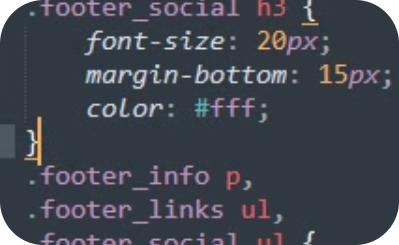 .footer_social h3 {
font-size: 20px;
margin-bottom: 15px;
color: #fff;
}
.footer_info p,
.footer_links ul,
.footer_social ul {